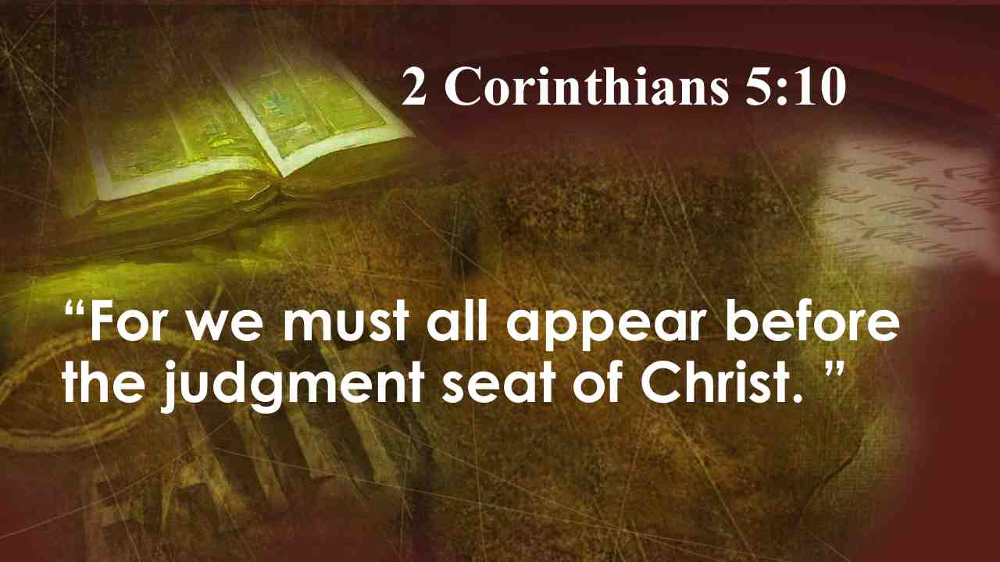 2 Corinthians 5:10
“For we must all appear before
the judgment seat of Christ. ”